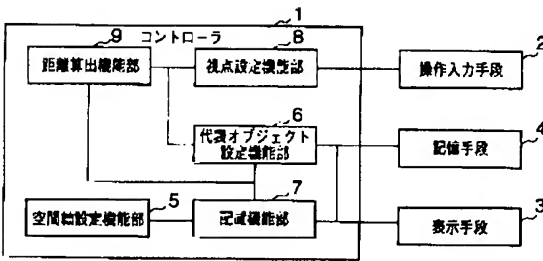 1
コントローラ
9
距離算出機能部
8
視点設定機能部
2
操作入力手段
6
代表オブジェクト
設定機能部
4
記憶手段
5
空間軸設定機能部
7
配置機能部
3
表示手段